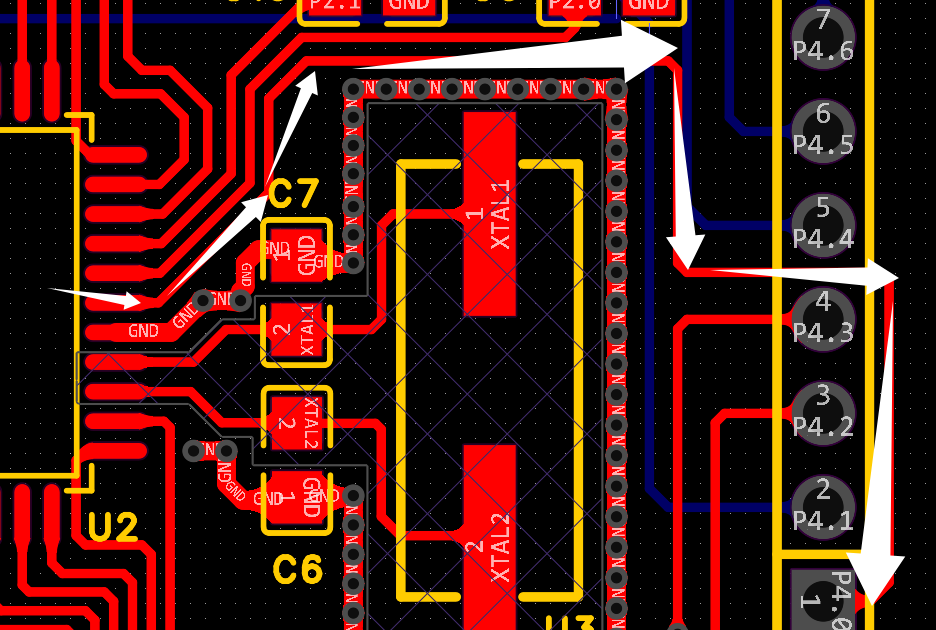 P2.1
GND
P2.0
GND
7
P4.6
6
P4.5
5
P4.4
4
P4.3
3
P4.2
2
P4.1
P4.0
1
C7
GND
1
GND
GND
GND
GND
GND
GND
2
XTAL1
1
XTAL1
2
XTAL2
2
XTAL2
GND
GND
GND
1
GND
GND
U2
C6
U3